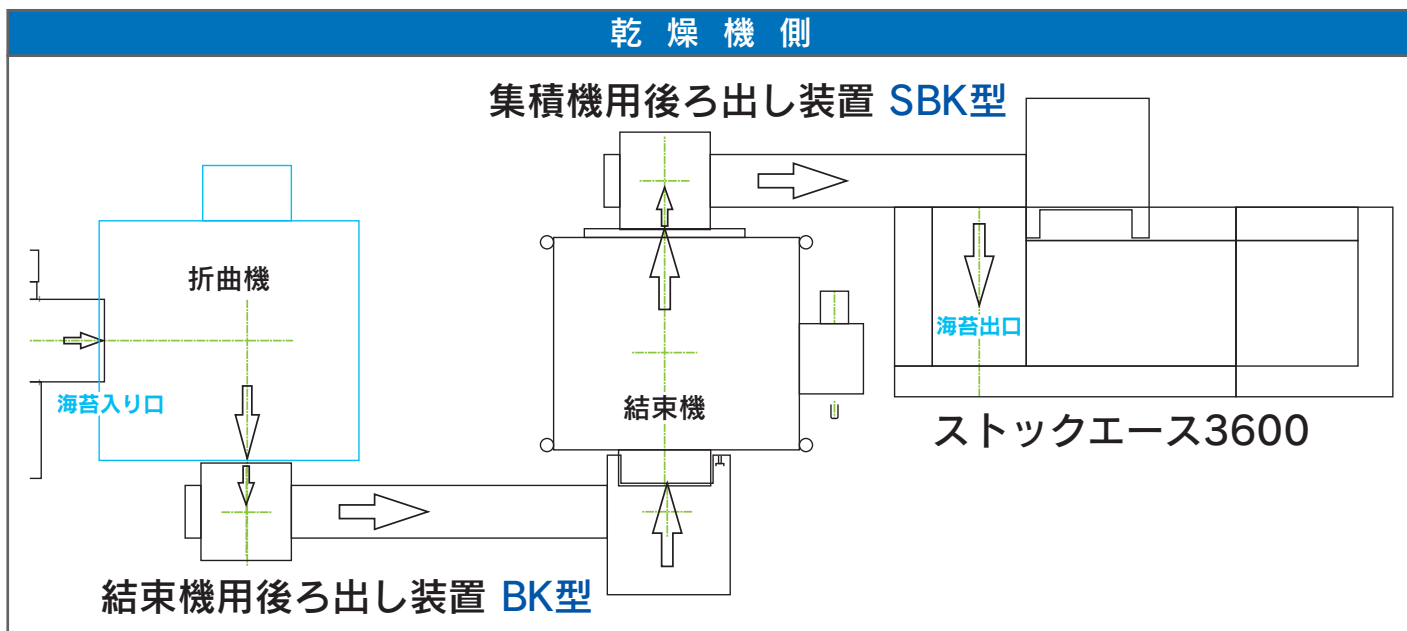 乾燥機側
集積機用後ろ出し装置 SBK型
折曲機
海苔入り口
海苔出口
結束機
ストックエース3600
結束機用後ろ出し装置 BK型